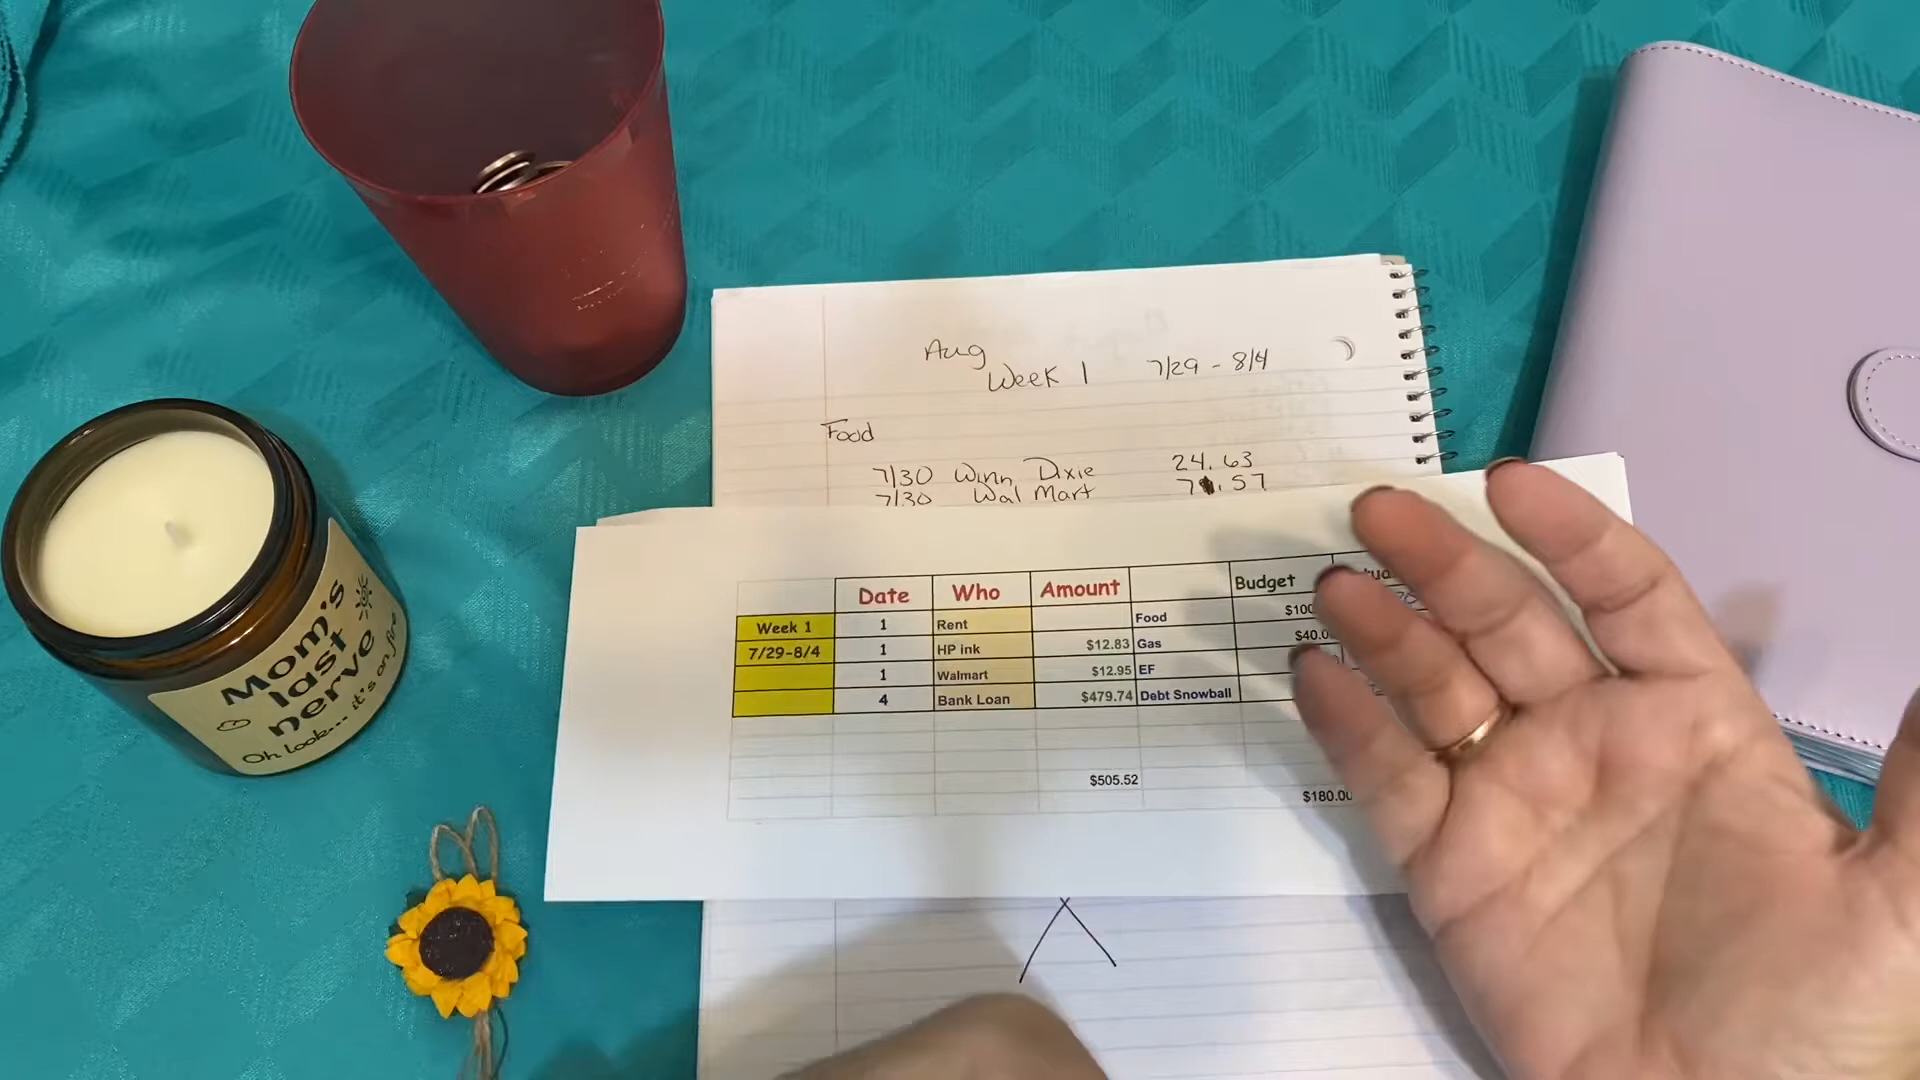 Aug
Week 1 7/29 - 8/4
Food
7/30 Winn Dixie 24.63
7/30 Wal Mart .57
Date Who Amount Budget
Week 1 1 Rent Food $100
7/29-8/4 1 HP ink $12.83 Gas $40.0
1 Walmart $12.95 EF
4 Bank Loan $479.74 Debt Snowball
$505.52
$180.00
Mom's
last
nerve
Oh look... it's on fire